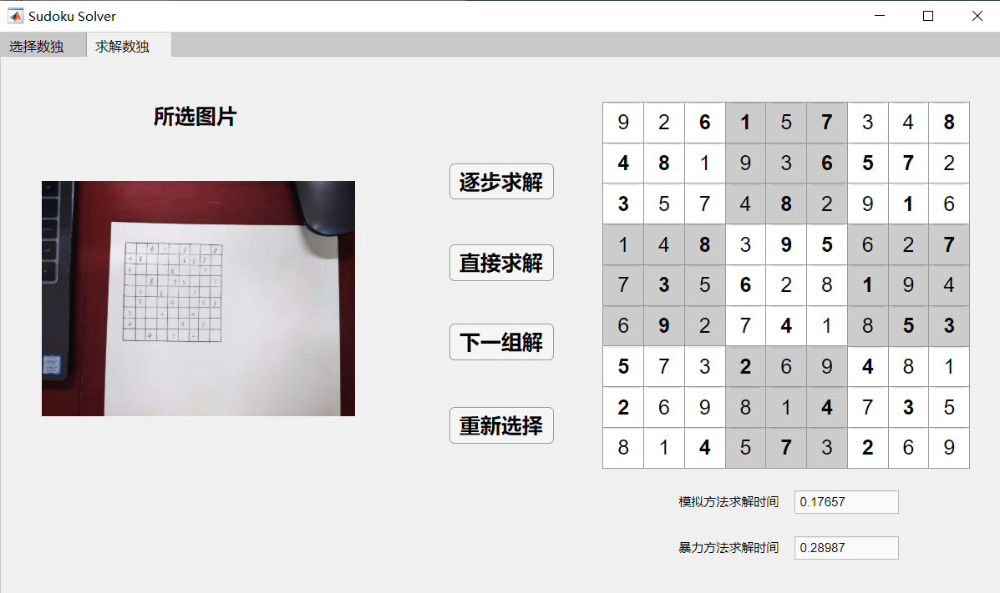 Sudoku Solver
选择数独 求解数独
所选图片
逐步求解
直接求解
下一组解
重新选择
9 2 6 1 5 7 3 4 8
4 8 1 9 3 6 5 7 2
3 5 7 4 8 2 9 1 6
1 4 8 3 9 5 6 2 7
7 3 5 6 2 8 1 9 4
6 9 2 7 4 1 8 5 3
5 7 3 2 6 9 4 8 1
2 6 9 8 1 4 7 3 5
8 1 4 5 7 3 2 6 9
模拟方法求解时间 0.17657
暴力方法求解时间 0.28987